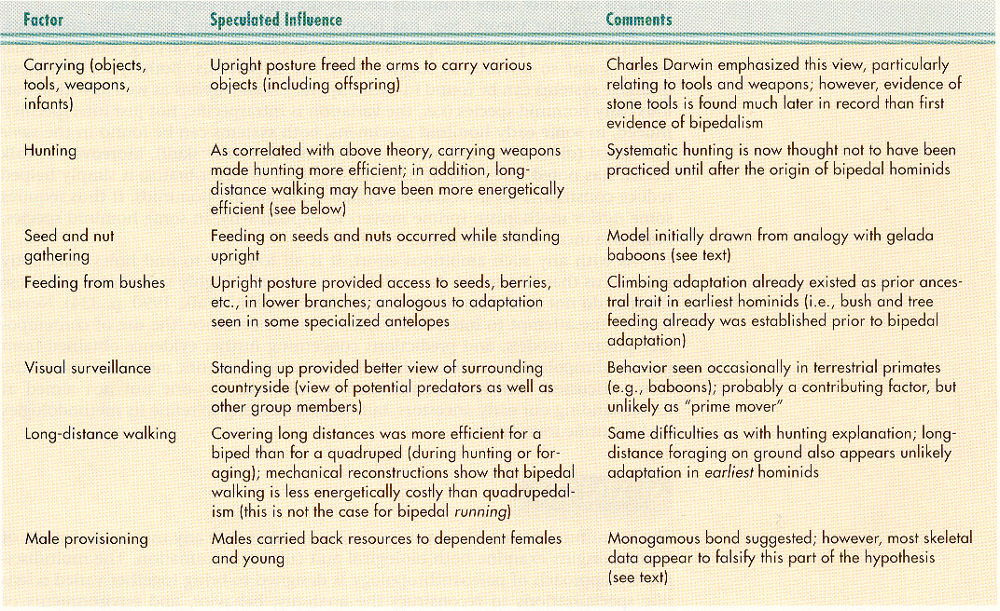 Factor Speculated Influence Comments
Carrying (objects,
tools, weapons,
infants)
Upright posture freed the arms to carry various
objects (including offspring)
Charles Darwin emphasized this view, particularly
relating to tools and weapons; however, evidence of
stone tools is found much later in record than first
evidence of bipedalism
Hunting
As correlated with above theory, carrying weapons
made hunting more efficient; in addition, long-
distance walking may have been more energetically
efficient (see below)
Systematic hunting is now thought not to have been
practiced until after the origin of bipedal hominids
Seed and nut
gathering
Feeding on seeds and nuts occurred while standing
upright
Model initially drawn from analogy with gelada
baboons (see text)
Feeding from bushes
Upright posture provided access to seeds, berries,
etc., in lower branches; analogous to adaptation
seen in some specialized antelopes
Climbing adaptation already existed as prior ances-
tral trait in earliest hominids (i.e., bush and tree
feeding already was established prior to bipedal
adaptation)
Visual surveillance
Standing up provided better view of surrounding
countryside (view of potential predators as well as
other group members)
Behavior seen occasionally in terrestrial primates
(e.g., baboons); probably a contributing factor, but
unlikely as "prime mover"
Long-distance walking
Covering long distances was more efficient for a
biped than for a quadruped (during hunting or for-
aging); mechanical reconstructions show that bipedal
walking is less energetically costly than quadrupedal-
ism (this is not the case for bipedal running)
Same difficulties as with hunting explanation; long-
distance foraging on ground also appears unlikely
adaptation in earliest hominids
Male provisioning
Males carried back resources to dependent females
and young
Monogamous bond suggested; however, most skeletal
data appear to falsify this part of the hypothesis
(see text)